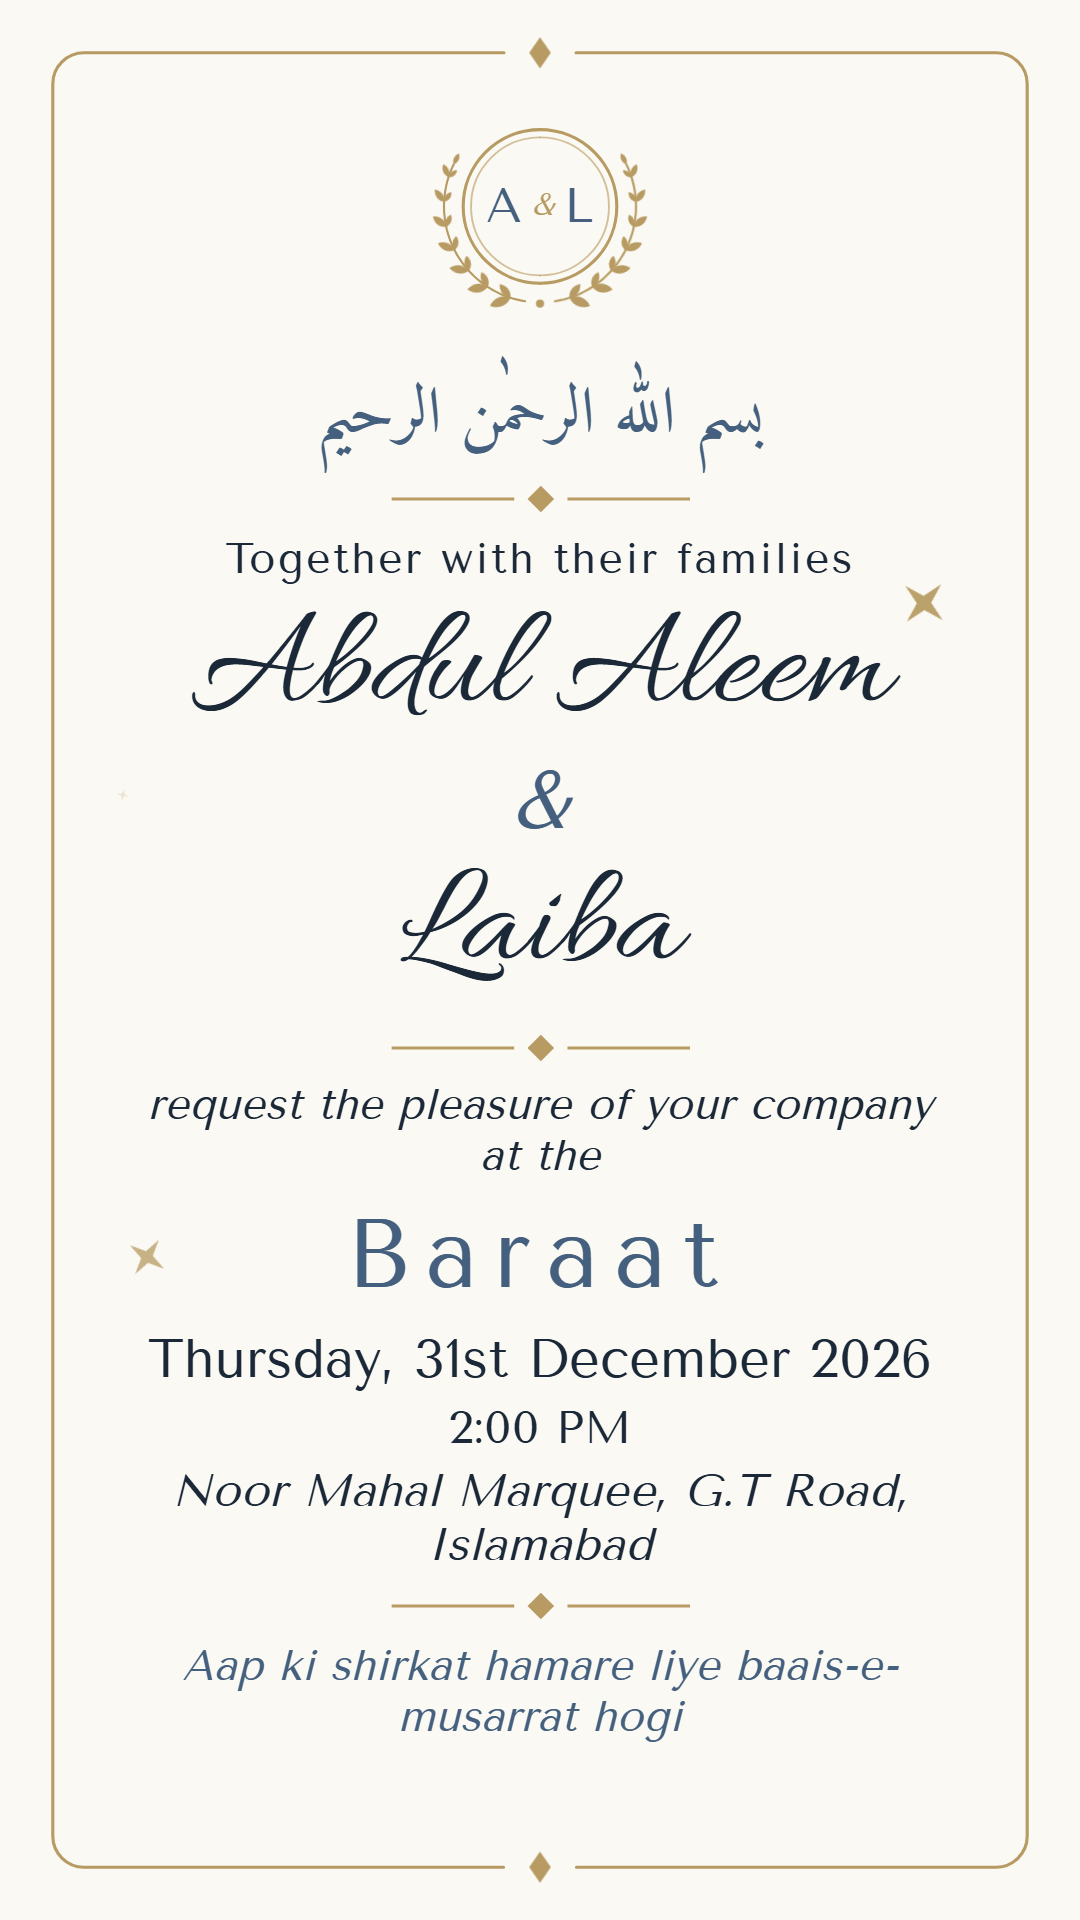 A & L
بسم الله الرحمٰن الرحيم
Together with their families
Abdul Aleem
&
Laiba
request the pleasure of your company
at the
Baraat
Thursday, 31st December 2026
2:00 PM
Noor Mahal Marquee, G.T Road,
Islamabad
Aap ki shirkat hamare liye baais-e-
musarrat hogi